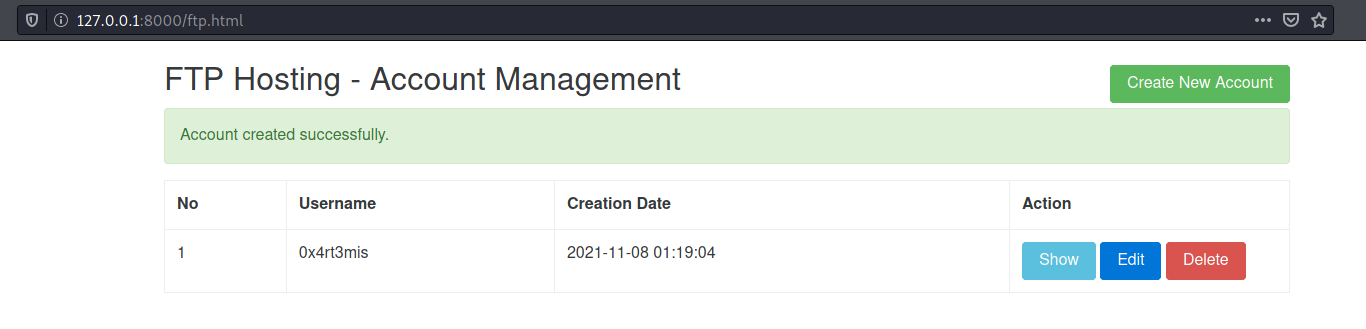 127.0.0.1:8000/ftp.html
FTP Hosting - Account Management
Create New Account
Account created successfully.
No Username Creation Date Action
1 0x4rt3mis 2021-11-08 01:19:04 Show Edit Delete